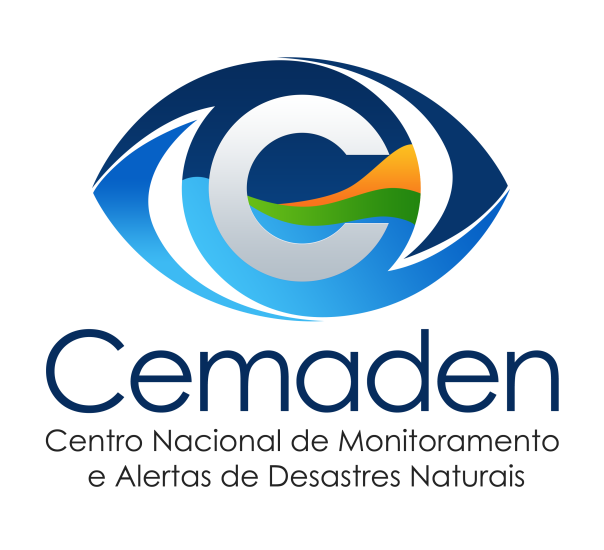 C
Cemaden
Centro Nacional de Monitoramento
e Alertas de Desastres Naturais